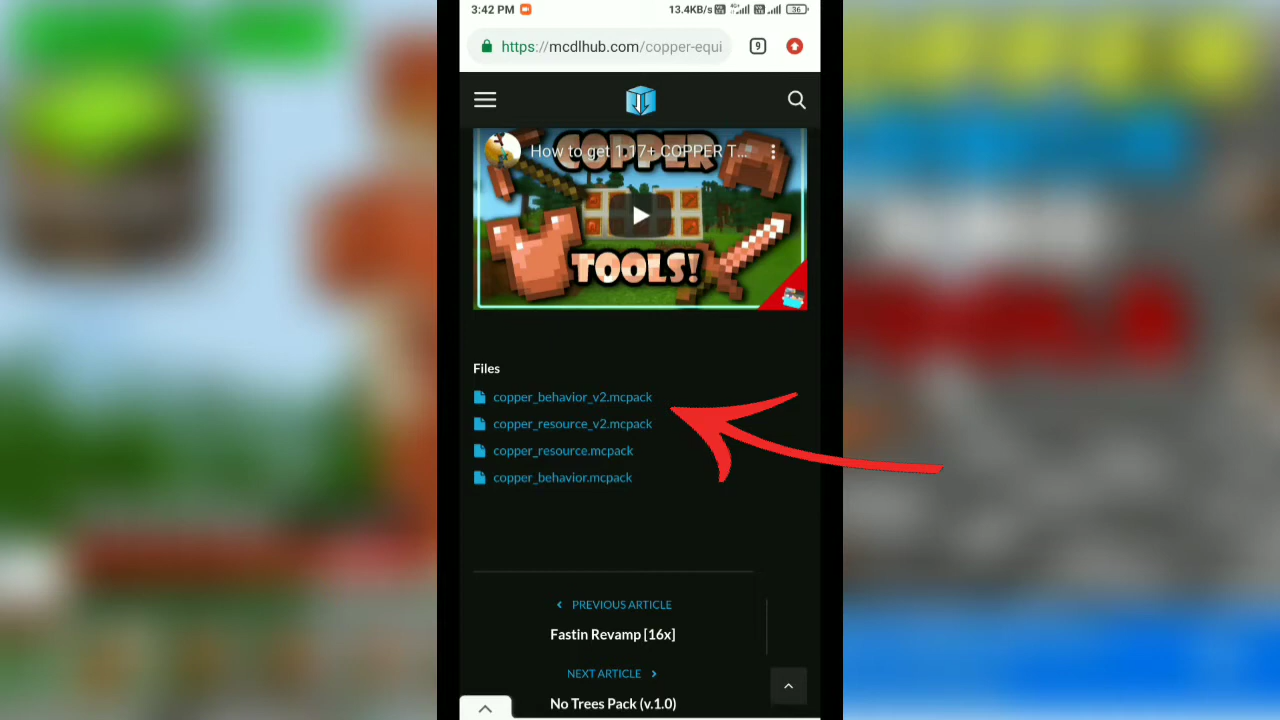 3:42 PM
13.4KB/s
36
https://mcdlhub.com/copper-equi
9
COPPER
How to get 1.17+ COPPER T...
TOOLS!
Files
copper_behavior_v2.mcpack
copper_resource_v2.mcpack
copper_resource.mcpack
copper_behavior.mcpack
PREVIOUS ARTICLE
Fastin Revamp [16x]
NEXT ARTICLE
No Trees Pack (v.1.0)